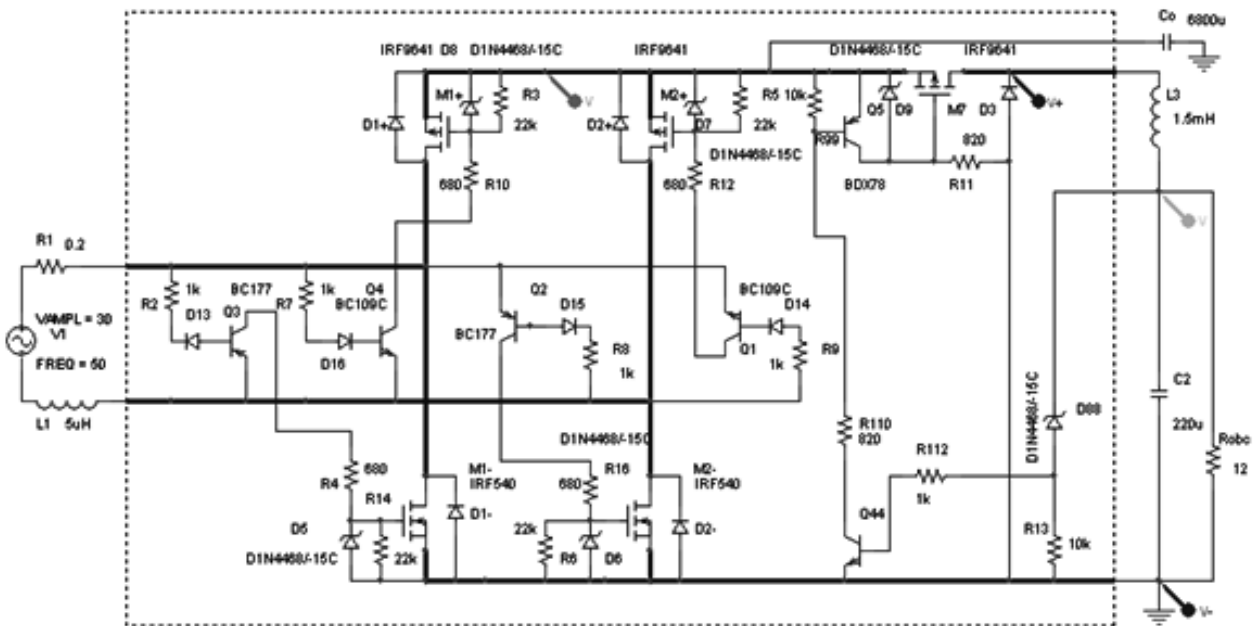 Co 6800u
IRF9641 D8 D1N4468/-15C
IRF9641
D1N4468/-15C
IRF9641
M1+
R3
V
M2+
R5 10k
Q5
D9
M7
D3
V+
L3
1.5mH
D1+
22k
D2+
D7
22k
R99
820
D1N4468/-15C
680
R10
680
R12
BDX78
R11
V
R1
0.2
1k
BC177
1k
Q4
Q2
BC109C
R2
Q3
R7
BC109C
D15
D14
VAMPL = 30
V1
D13
BC177
Q1
R9
R8
1k
FREQ = 50
D16
1k
D1N4468/-15C
C2
D88
220u
L1 5uH
R110
820
D1N4468/-15C
R112
Robc
12
680
R4
M1-
IRF540
R16
680
M2-
IRF540
1k
R14
D1-
Q44
D2-
R13
D5
22k
10k
D1N4468/-15C
22k
R6
D6
V-